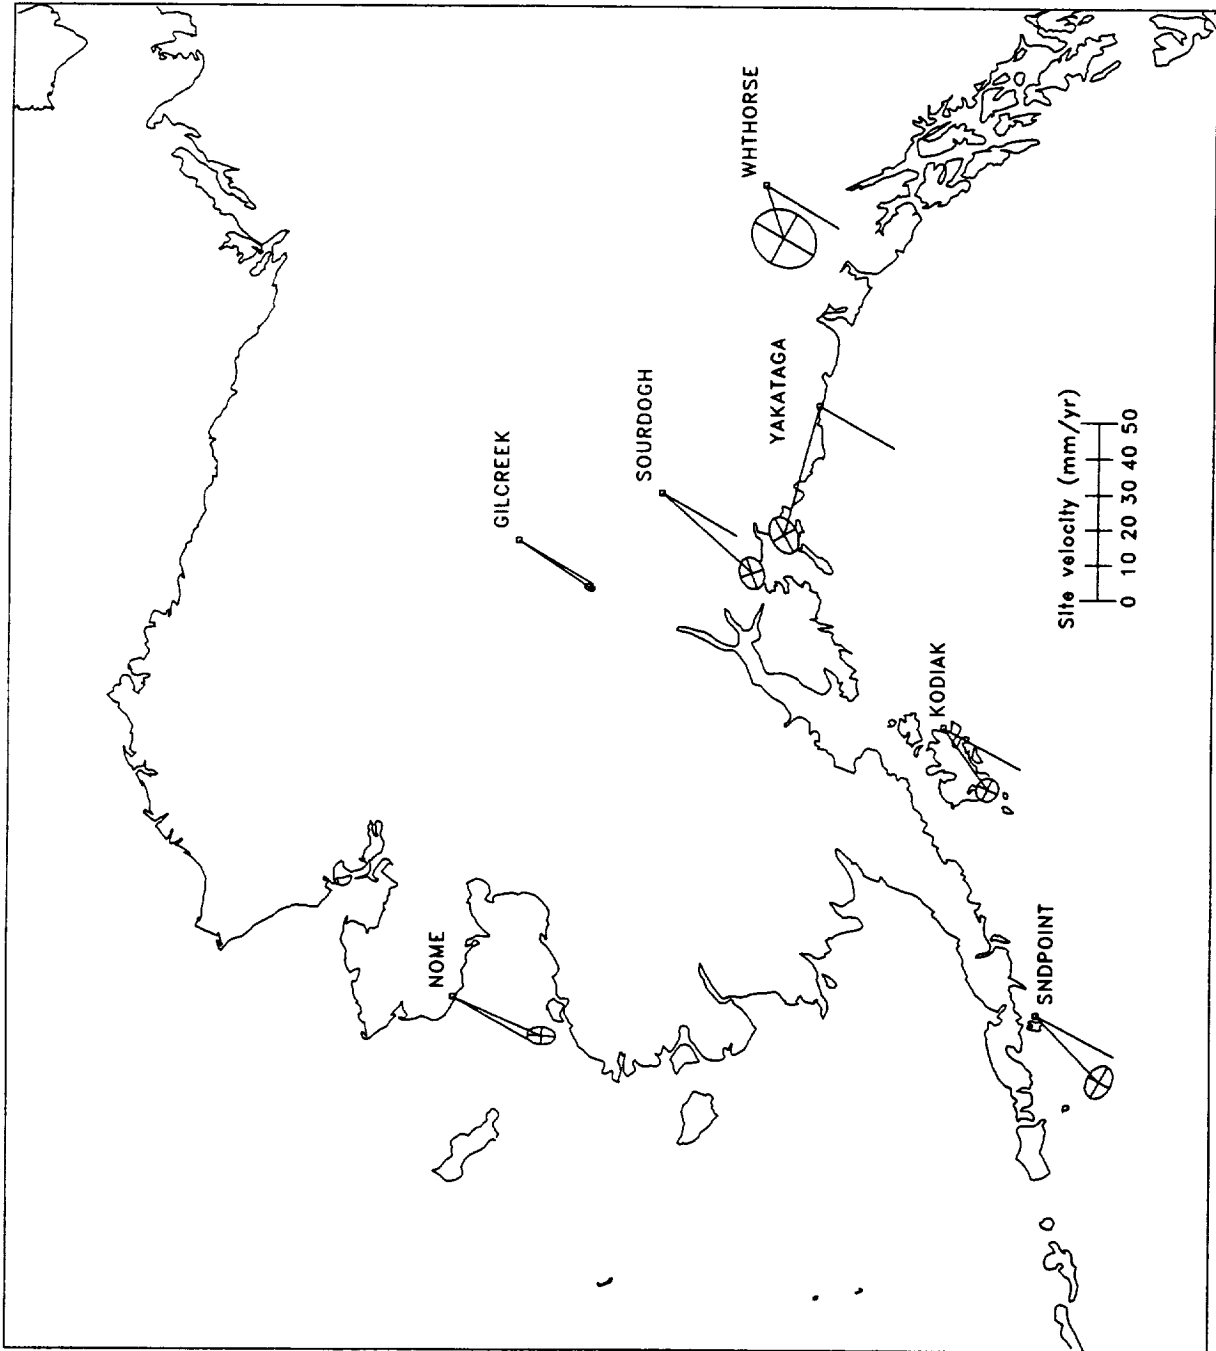 WHTHORSE
YAKATAGA
SOURDOGH
GILCREEK
KODIAK
NOME
SNDPOINT
Site velocity (mm/yr)
0 10 20 30 40 50